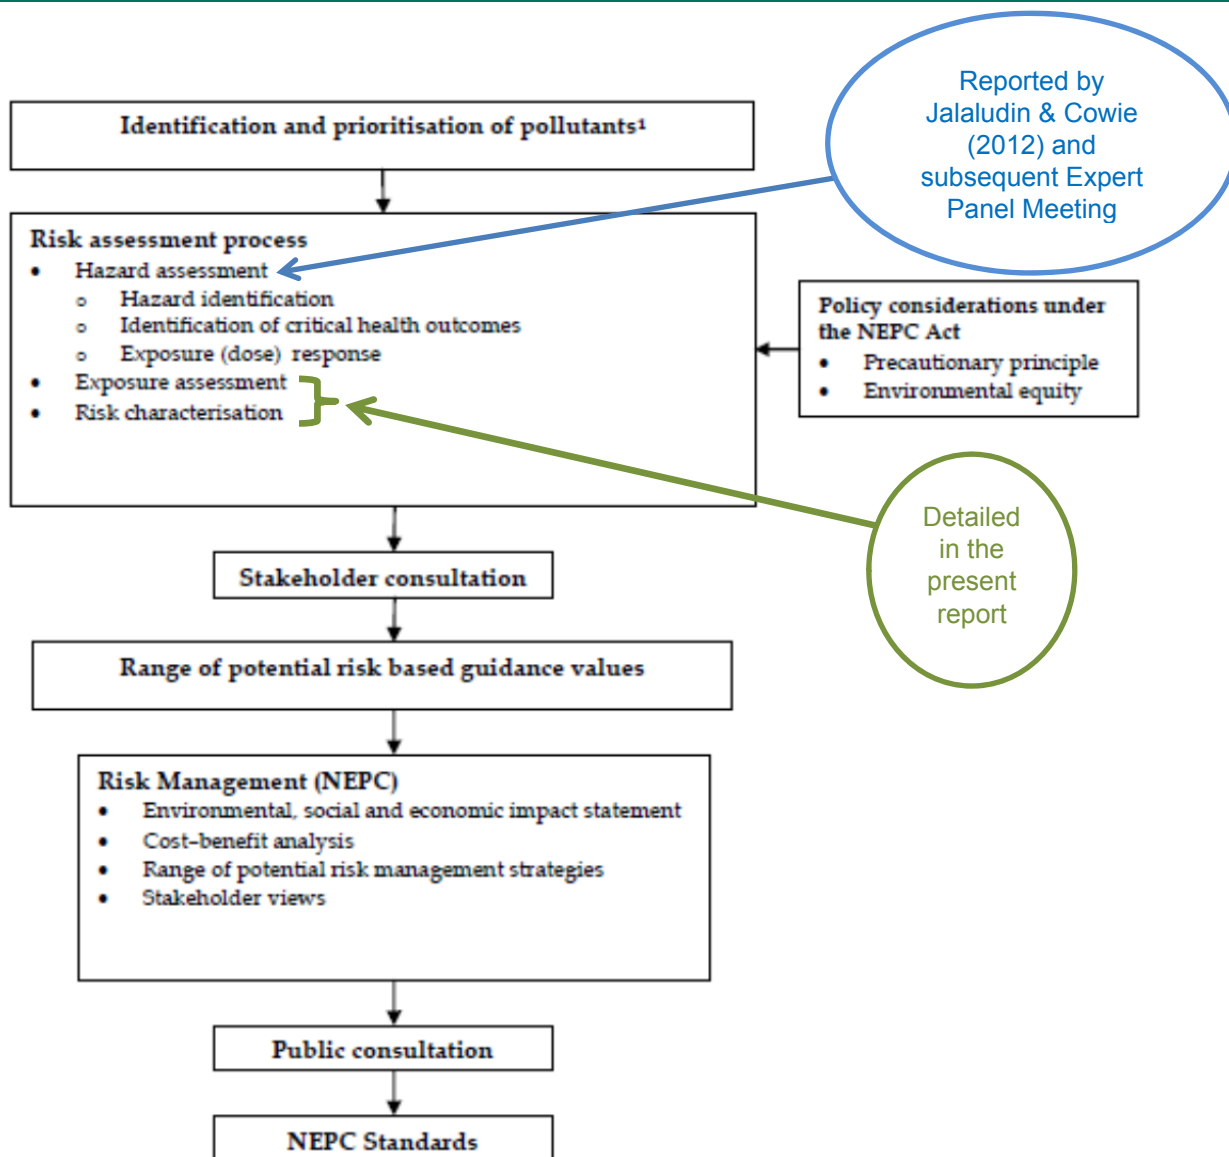 Reported by
Jalaludin & Cowie
(2012) and
subsequent Expert
Panel Meeting
Identification and prioritisation of pollutants¹
Risk assessment process
• Hazard assessment
o Hazard identification
o Identification of critical health outcomes
o Exposure (dose) response
• Exposure assessment
• Risk characterisation
Policy considerations under
the NEPC Act
• Precautionary principle
• Environmental equity
Detailed
in the
present
report
Stakeholder consultation
Range of potential risk based guidance values
Risk Management (NEPC)
• Environmental, social and economic impact statement
• Cost–benefit analysis
• Range of potential risk management strategies
• Stakeholder views
Public consultation
NEPC Standards